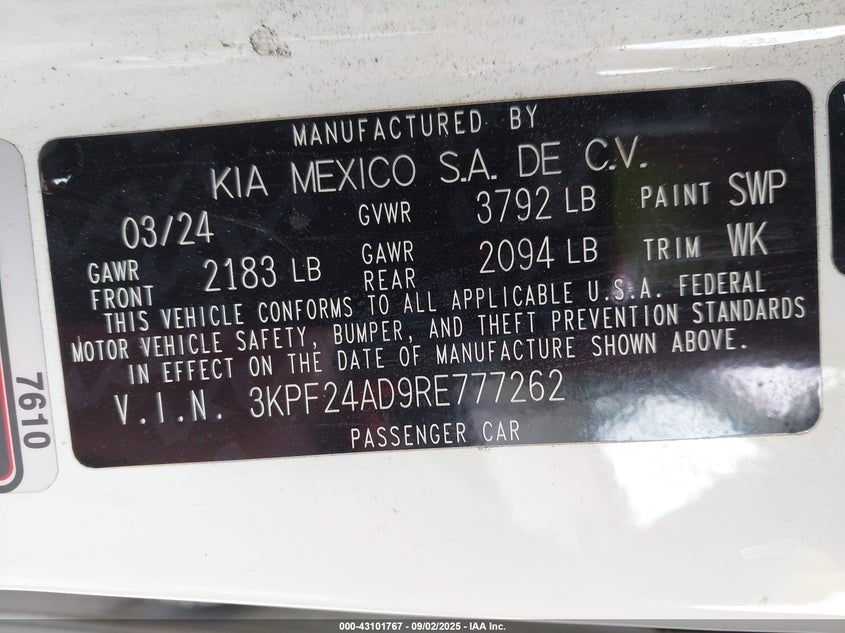 MANUFACTURED BY
KIA MEXICO S.A. DE C.V.
03/24 GVWR 3792 LB PAINT SWP
GAWR FRONT 2183 LB GAWR REAR 2094 LB TRIM WK
THIS VEHICLE CONFORMS TO ALL APPLICABLE U.S.A. FEDERAL
MOTOR VEHICLE SAFETY, BUMPER, AND THEFT PREVENTION STANDARDS
IN EFFECT ON THE DATE OF MANUFACTURE SHOWN ABOVE.
V.I.N. 3KPF24AD9RE777262
PASSENGER CAR
7610
000-43101767 - 09/02/2025 - IAA Inc.